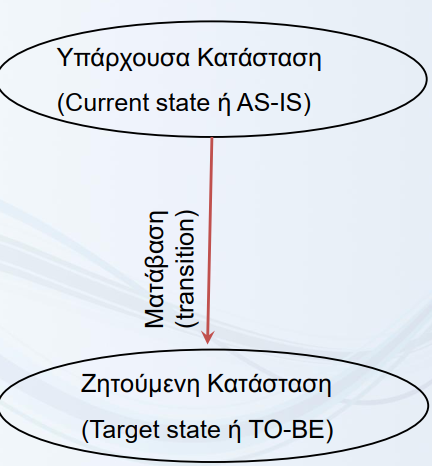 Υπάρχουσα Κατάσταση
(Current state ή AS-IS)
Ματάβαση
(transition)
Ζητούμενη Κατάσταση
(Target state ή TO-BE)